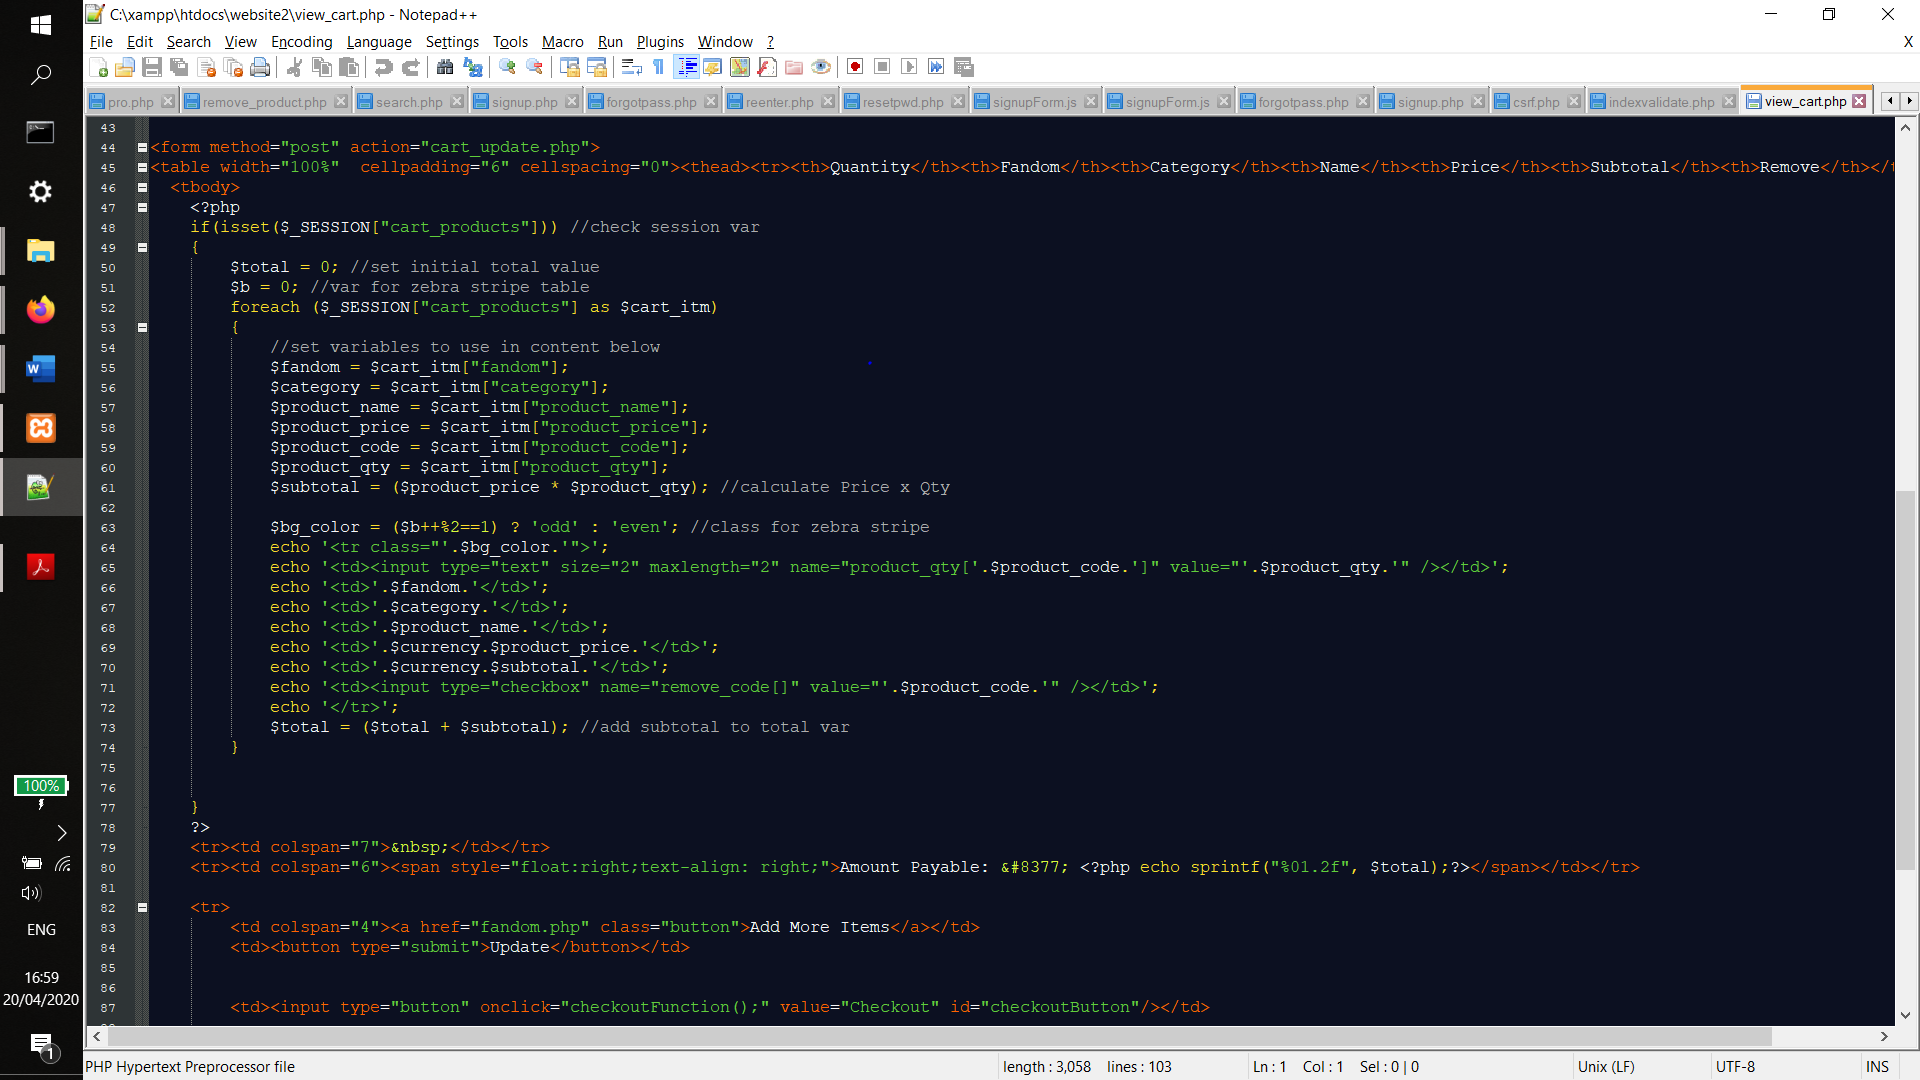 C:\xampp\htdocs\website2\view_cart.php - Notepad++
File Edit Search View Encoding Language Settings Tools Macro Run Plugins Window ? X
pro.php remove_product.php search.php signup.php forgotpass.php reenter.php resetpwd.php signupForm.js signupForm.js forgotpass.php signup.php csrf.php indexvalidate.php view_cart.php
43
44 <form method="post" action="cart_update.php">
45 <table width="100%"  cellpadding="6" cellspacing="0"><thead><tr><th>Quantity</th><th>Fandom</th><th>Category</th><th>Name</th><th>Price</th><th>Subtotal</th><th>Remove</th></
46 <tbody>
47 <?php
48 if(isset($_SESSION["cart_products"])) //check session var
49 {
50 $total = 0; //set initial total value
51 $b = 0; //var for zebra stripe table
52 foreach ($_SESSION["cart_products"] as $cart_itm)
53 {
54 //set variables to use in content below
55 $fandom = $cart_itm["fandom"];
56 $category = $cart_itm["category"];
57 $product_name = $cart_itm["product_name"];
58 $product_price = $cart_itm["product_price"];
59 $product_code = $cart_itm["product_code"];
60 $product_qty = $cart_itm["product_qty"];
61 $subtotal = ($product_price * $product_qty); //calculate Price x Qty
62
63 $bg_color = ($b++%2==1) ? 'odd' : 'even'; //class for zebra stripe
64 echo '<tr class="'.$bg_color.'">';
65 echo '<td><input type="text" size="2" maxlength="2" name="product_qty['.$product_code.']" value="'.$product_qty.'" /></td>';
66 echo '<td>'.$fandom.'</td>';
67 echo '<td>'.$category.'</td>';
68 echo '<td>'.$product_name.'</td>';
69 echo '<td>'.$currency.$product_price.'</td>';
70 echo '<td>'.$currency.$subtotal.'</td>';
71 echo '<td><input type="checkbox" name="remove_code[]" value="'.$product_code.'" /></td>';
72 echo '</tr>';
73 $total = ($total + $subtotal); //add subtotal to total var
74 }
75
76
77 }
78 ?>
79 <tr><td colspan="7">&nbsp;</td></tr>
80 <tr><td colspan="6"><span style="float:right;text-align: right;">Amount Payable: &#8377; <?php echo sprintf("%01.2f", $total);?></span></td></tr>
81
82 <tr>
83 <td colspan="4"><a href="fandom.php" class="button">Add More Items</a></td>
84 <td><button type="submit">Update</button></td>
85
86
87 <td><input type="button" onclick="checkoutFunction();" value="Checkout" id="checkoutButton"/></td>
100%
ENG
16:59
20/04/2020
1
PHP Hypertext Preprocessor file length : 3,058 lines : 103 Ln : 1 Col : 1 Sel : 0 | 0 Unix (LF) UTF-8 INS